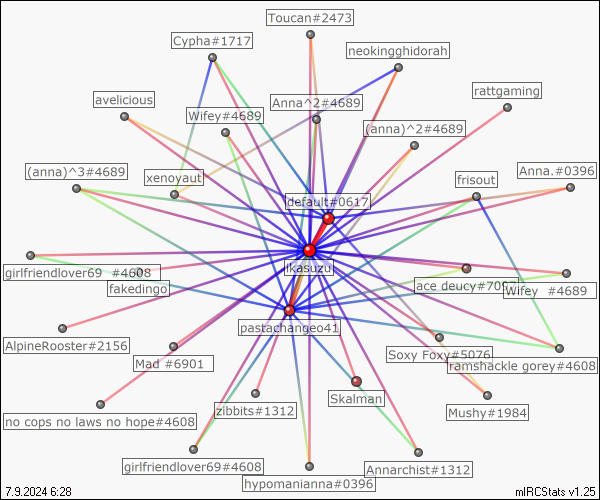 Toucan#2473
Cypha#1717
neokingghidorah
rattgaming
avelicious
Anna^2#4689
Wifey#4689
(anna)^2#4689
(anna)^3#4689
xenoyaut
frisout
Anna.#0396
default#0617
ikasuzu
girlfriendlover69 #4608
fakedingo
ace deucy#7097
Wifey #4689
pastachangeo41
AlpineRooster#2156
Mad #6901
Soxy Foxy#5076
ramshackle gorey#4608
no cops no laws no hope#4608
zibbits#1312
Skalman
Mushy#1984
girlfriendlover69#4608
hypomanianna#0396
Annarchist#1312
7.9.2024 6:28
mIRCStats v1.25